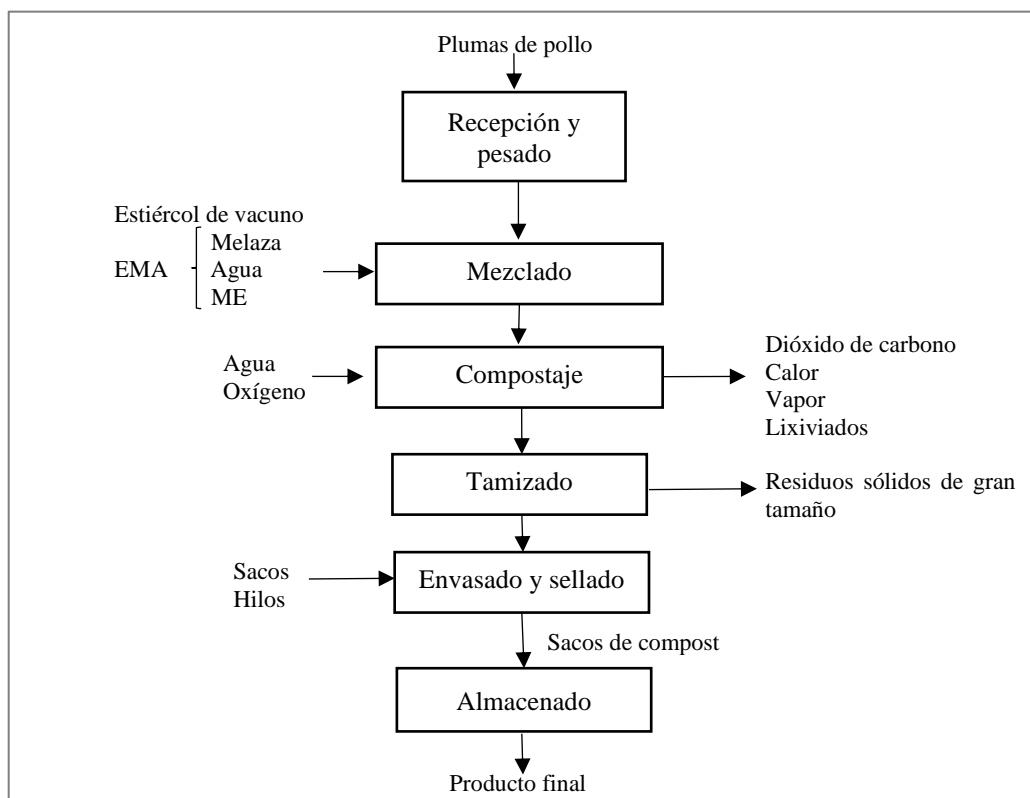 Plumas de pollo
Recepción y
pesado
Estiércol de vacuno
Melaza
EMA
Agua
ME
Mezclado
Agua
Oxígeno
Compostaje
Dióxido de carbono
Calor
Vapor
Lixiviados
Tamizado
Residuos sólidos de gran
tamaño
Sacos
Hilos
Envasado y sellado
Sacos de compost
Almacenado
Producto final